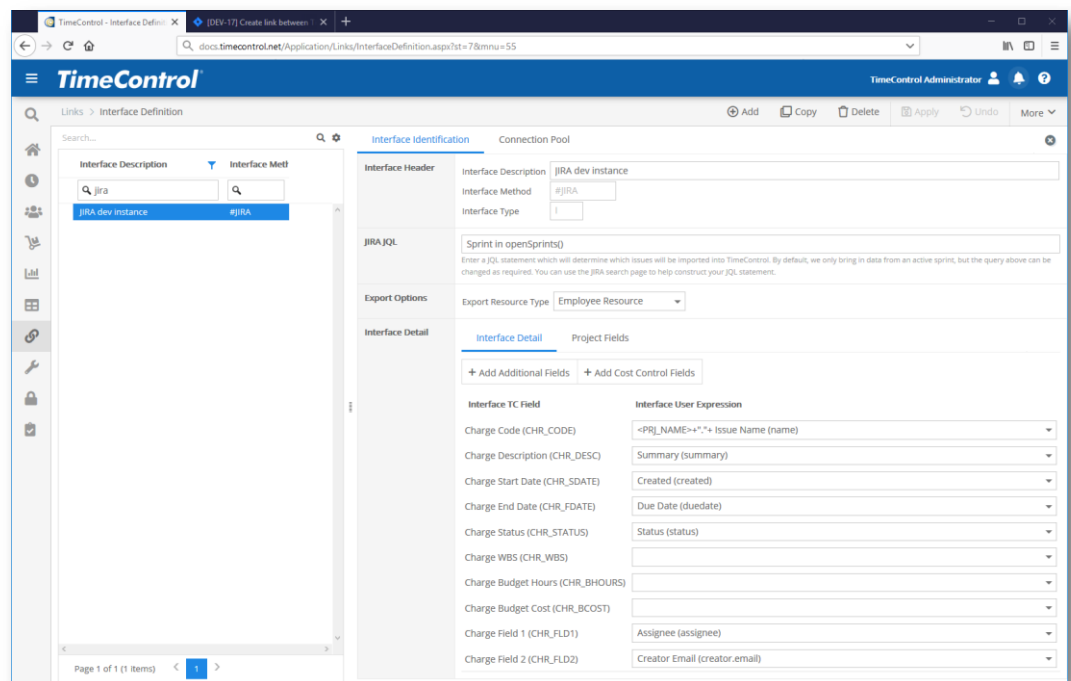 TimeControl - Interface Definit
[DEV-17] Create link between T
docs.timecontrol.net/Application/Links/InterfaceDefinition.aspx?st=7&mnu=55
TimeControl
TimeControl Administrator
Links > Interface Definition
Add
Copy
Delete
Apply
Undo
More
Search...
Interface Identification
Connection Pool
Interface Description
Interface Meth
jira
JIRA dev instance
#JIRA
Page 1 of 1 (1 items)
1
Interface Header
Interface Description
JIRA dev instance
Interface Method
#JIRA
Interface Type
I
JIRA JQL
Sprint in openSprints()
Enter a JQL statement which will determine which issues will be imported into TimeControl. By default, we only bring in data from an active sprint, but the query above can be
changed as required. You can use the JIRA search page to help construct your JQL statement.
Export Options
Export Resource Type
Employee Resource
Interface Detail
Interface Detail
Project Fields
+ Add Additional Fields
+ Add Cost Control Fields
Interface TC Field
Interface User Expression
Charge Code (CHR_CODE)
<PRJ_NAME>+"."+ Issue Name (name)
Charge Description (CHR_DESC)
Summary (summary)
Charge Start Date (CHR_SDATE)
Created (created)
Charge End Date (CHR_FDATE)
Due Date (duedate)
Charge Status (CHR_STATUS)
Status (status)
Charge WBS (CHR_WBS)
Charge Budget Hours (CHR_BHOURS)
Charge Budget Cost (CHR_BCOST)
Charge Field 1 (CHR_FLD1)
Assignee (assignee)
Charge Field 2 (CHR_FLD2)
Creator Email (creator.email)